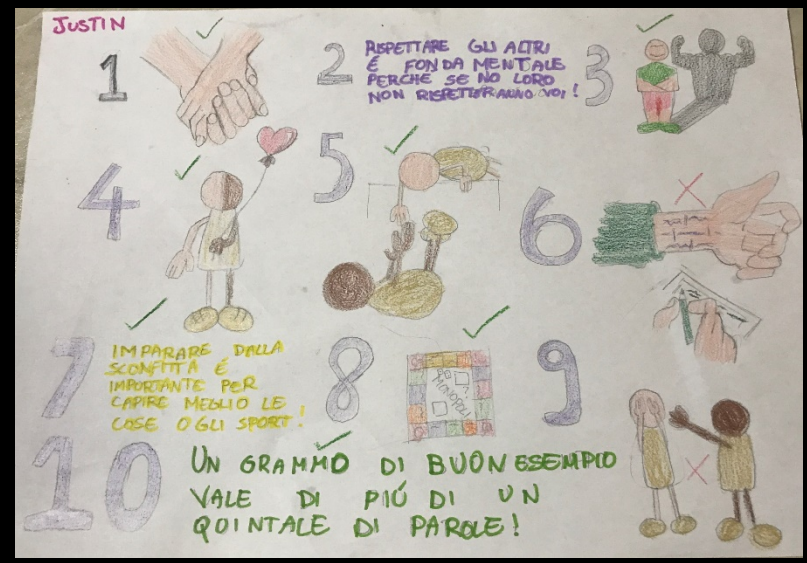 JUSTIN
1
2
RISPETTARE GLI ALTRI
É FONDAMENTALE
PERCHÈ SE NO LORO
NON RISPETTERANNO VOI!
3
4
5
6
7
IMPARARE DALLA
SCONFITTA É
IMPORTANTE PER
CAPIRE MEGLIO LE
COSE O GLI SPORT!
8
MONOPOLI
9
10
UN GRAMMO DI BUON ESEMPIO
VALE DI PIÚ DI UN
QUINTALE DI PAROLE!